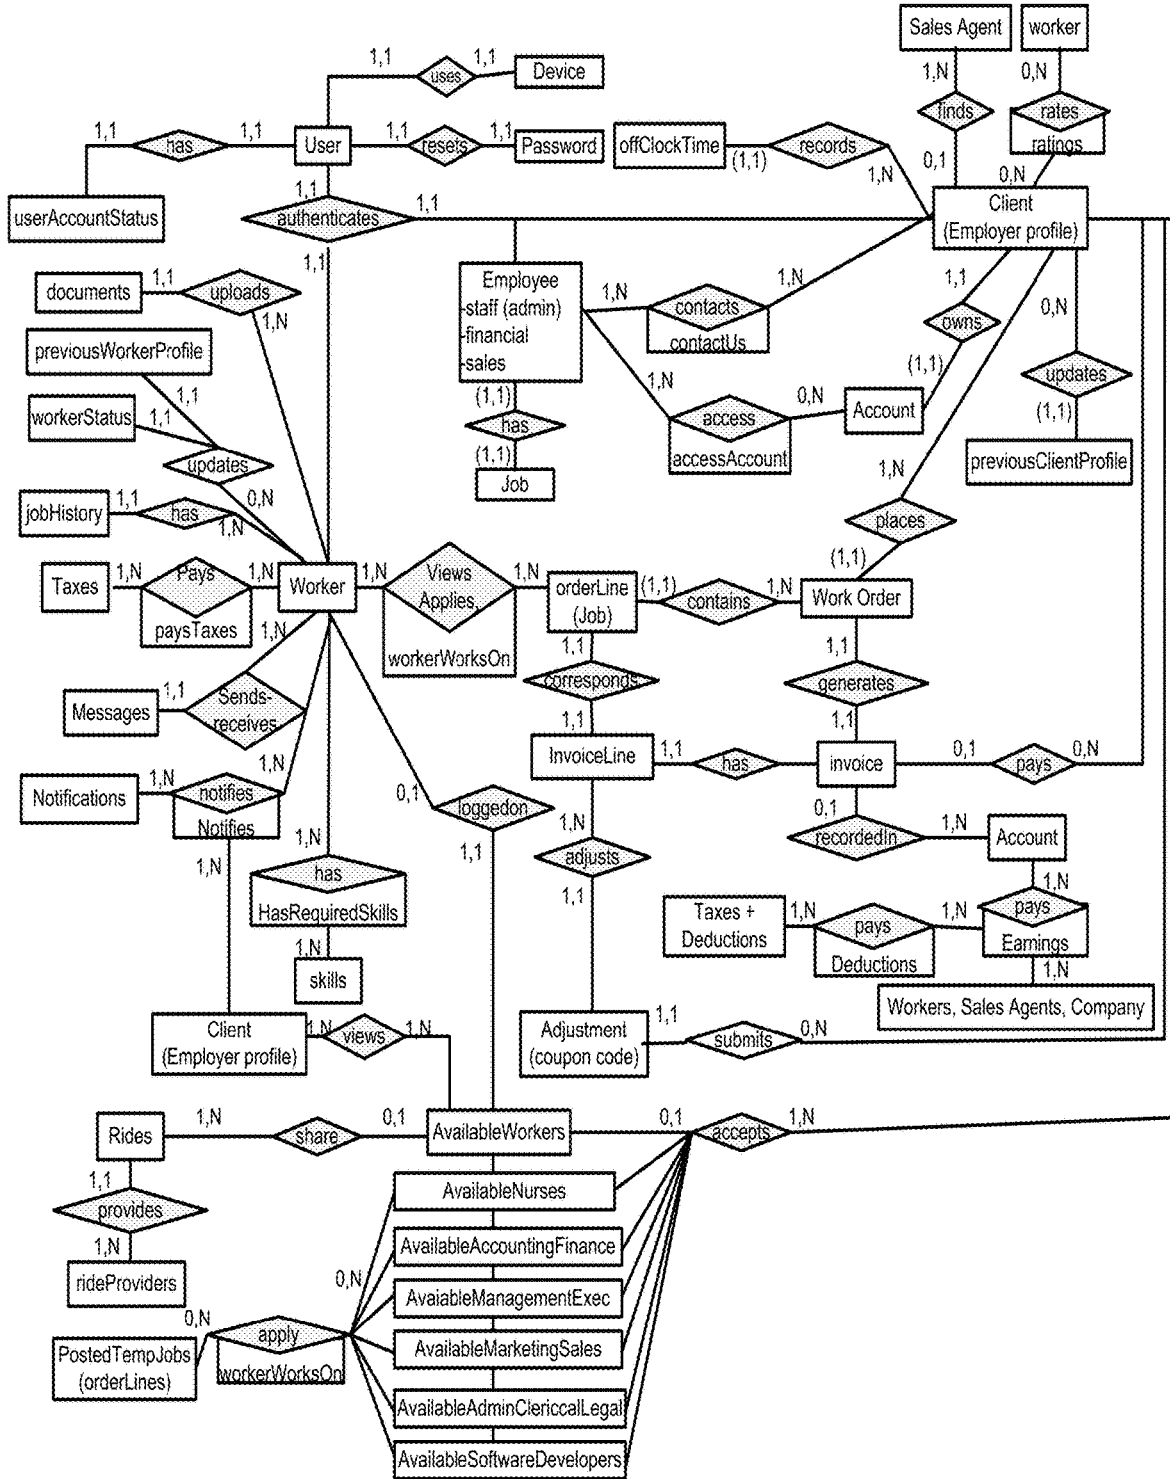 Sales Agent
worker
1,1
1,1
uses
Device
1,N
0,N
finds
rates
ratings
1,1
has
1,1
User
1,1
resets
1,1
Password
offClockTime
(1,1)
records
1,N
0,1
0,N
userAccountStatus
1,1
authenticates
1,1
Client
(Employer profile)
1,1
documents
1,1
uploads
1,N
Employee
-staff (admin)
-financial
-sales
1,N
contacts
contactUs
1,N
1,1
owns
(1,1)
0,N
updates
(1,1)
previousClientProfile
previousWorkerProfile
1,1
workerStatus
1,1
updates
0,N
(1,1)
has
(1,1)
Job
1,N
access
accessAccount
0,N
Account
1,N
places
(1,1)
jobHistory
1,1
has
1,N
Taxes
1,N
Pays
paysTaxes
1,N
Worker
1,N
Views
Applies,
workerWorksOn
1,N
orderLine
(Job)
(1,1)
contains
1,N
Work Order
1,N
Messages
1,1
Sends-
receives
1,1
corresponds
1,1
1,1
generates
1,1
InvoiceLine
1,1
has
invoice
0,1
pays
0,N
Notifications
1,N
notifies
Notifies
1,N
0,1
loggedon
1,1
1,N
adjusts
1,1
0,1
recordedIn
1,N
Account
1,N
1,N
has
HasRequiredSkills
1,N
skills
Taxes +
Deductions
1,N
pays
Deductions
1,N
1,N
pays
Earnings
1,N
Workers, Sales Agents, Company
Client
(Employer profile)
1,N
views
1,N
Adjustment
(coupon code)
1,1
submits
0,N
Rides
1,N
share
0,1
AvailableWorkers
0,1
accepts
1,N
1,1
provides
1,N
rideProviders
AvailableNurses
AvailableAccountingFinance
AvaiableManagementExec
AvailableMarketingSales
AvailableAdminClericcalLegal
AvailableSoftwareDevelopers
0,N
0,N
apply
workerWorksOn
PostedTempJobs
(orderLines)